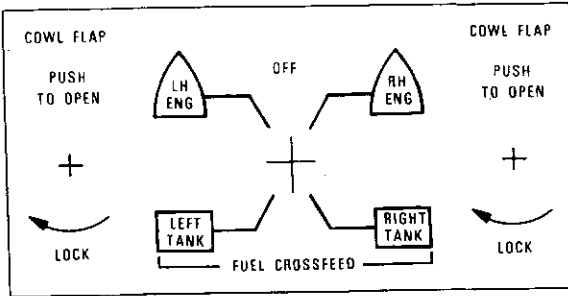 COWL FLAP
PUSH
TO OPEN
LOCK
LH
ENG
OFF
RH
ENG
LEFT
TANK
RIGHT
TANK
FUEL CROSSFEED
COWL FLAP
PUSH
TO OPEN
LOCK